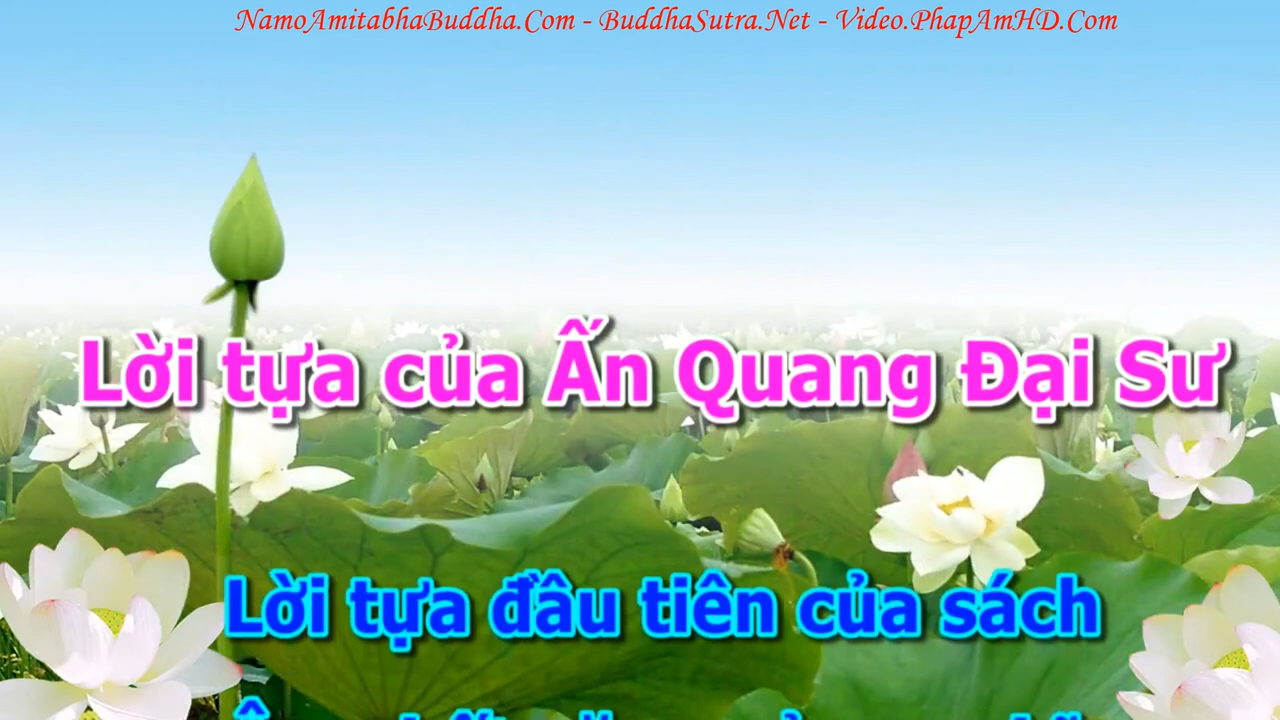 NamoAmitabhaBuddha.Com - BuddhaSutra.Net - Video.PhapAmHD.Com
Lời tựa của Ấn Quang Đại Sư
Lời tựa đầu tiên của sách